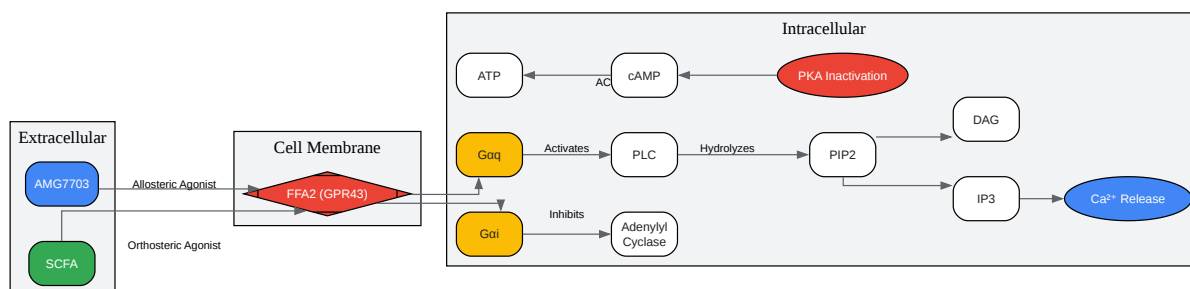 Intracellular
ATP
AC
cAMP
PKA Inactivation
Extracellular
Cell Membrane
DAG
Gαq
Activates
PLC
Hydrolyzes
PIP2
AMG7703
Allosteric Agonist
FFA2 (GPR43)
IP3
Ca²⁺ Release
Gαi
Inhibits
Adenylyl
Cyclase
Orthosteric Agonist
SCFA